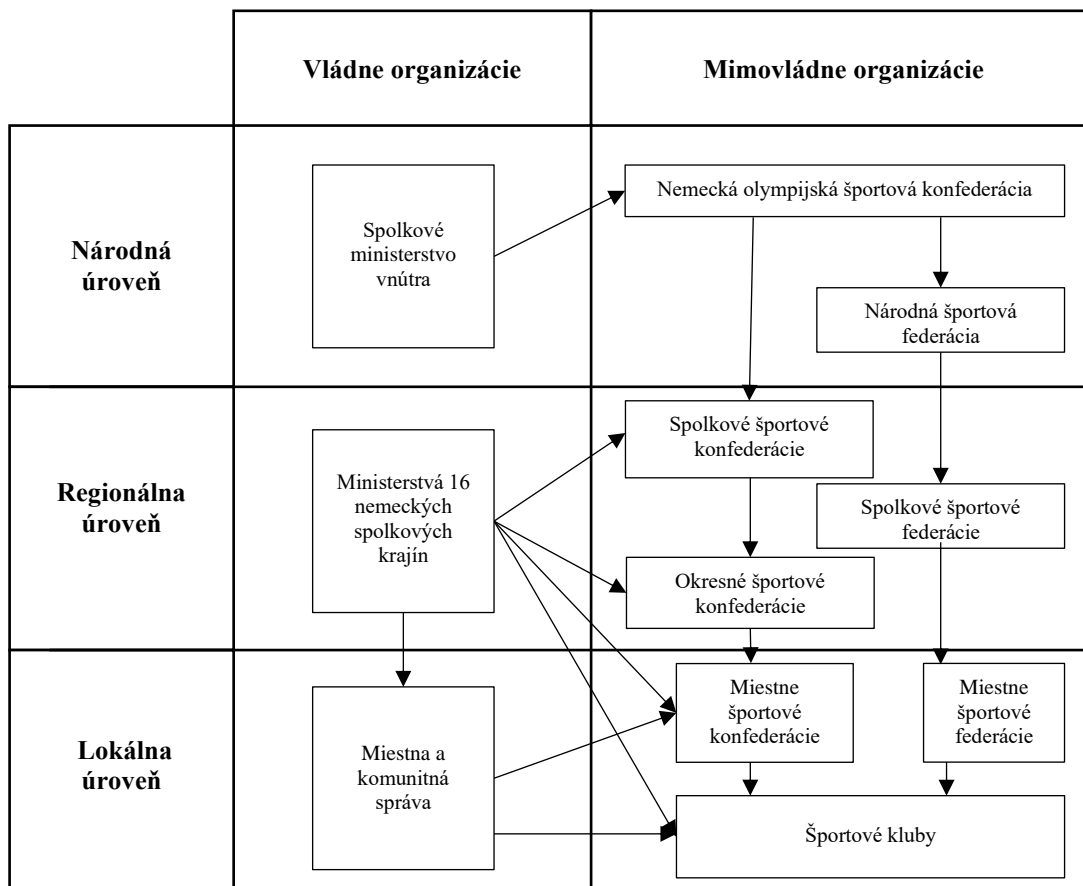 Vládne organizácie
Mimovládne organizácie
Národná
úroveň
Spolkové
ministerstvo
vnútra
Nemecká olympijská športová konfederácia
Národná športová
federácia
Regionálna
úroveň
Ministerstvá 16
nemeckých
spolkových
krajín
Spolkové športové
konfederácie
Spolkové športové
federácie
Okresné športové
konfederácie
Lokálna
úroveň
Miestna a
komunitná
správa
Miestne
športové
konfederácie
Miestne
športové
federácie
Športové kluby